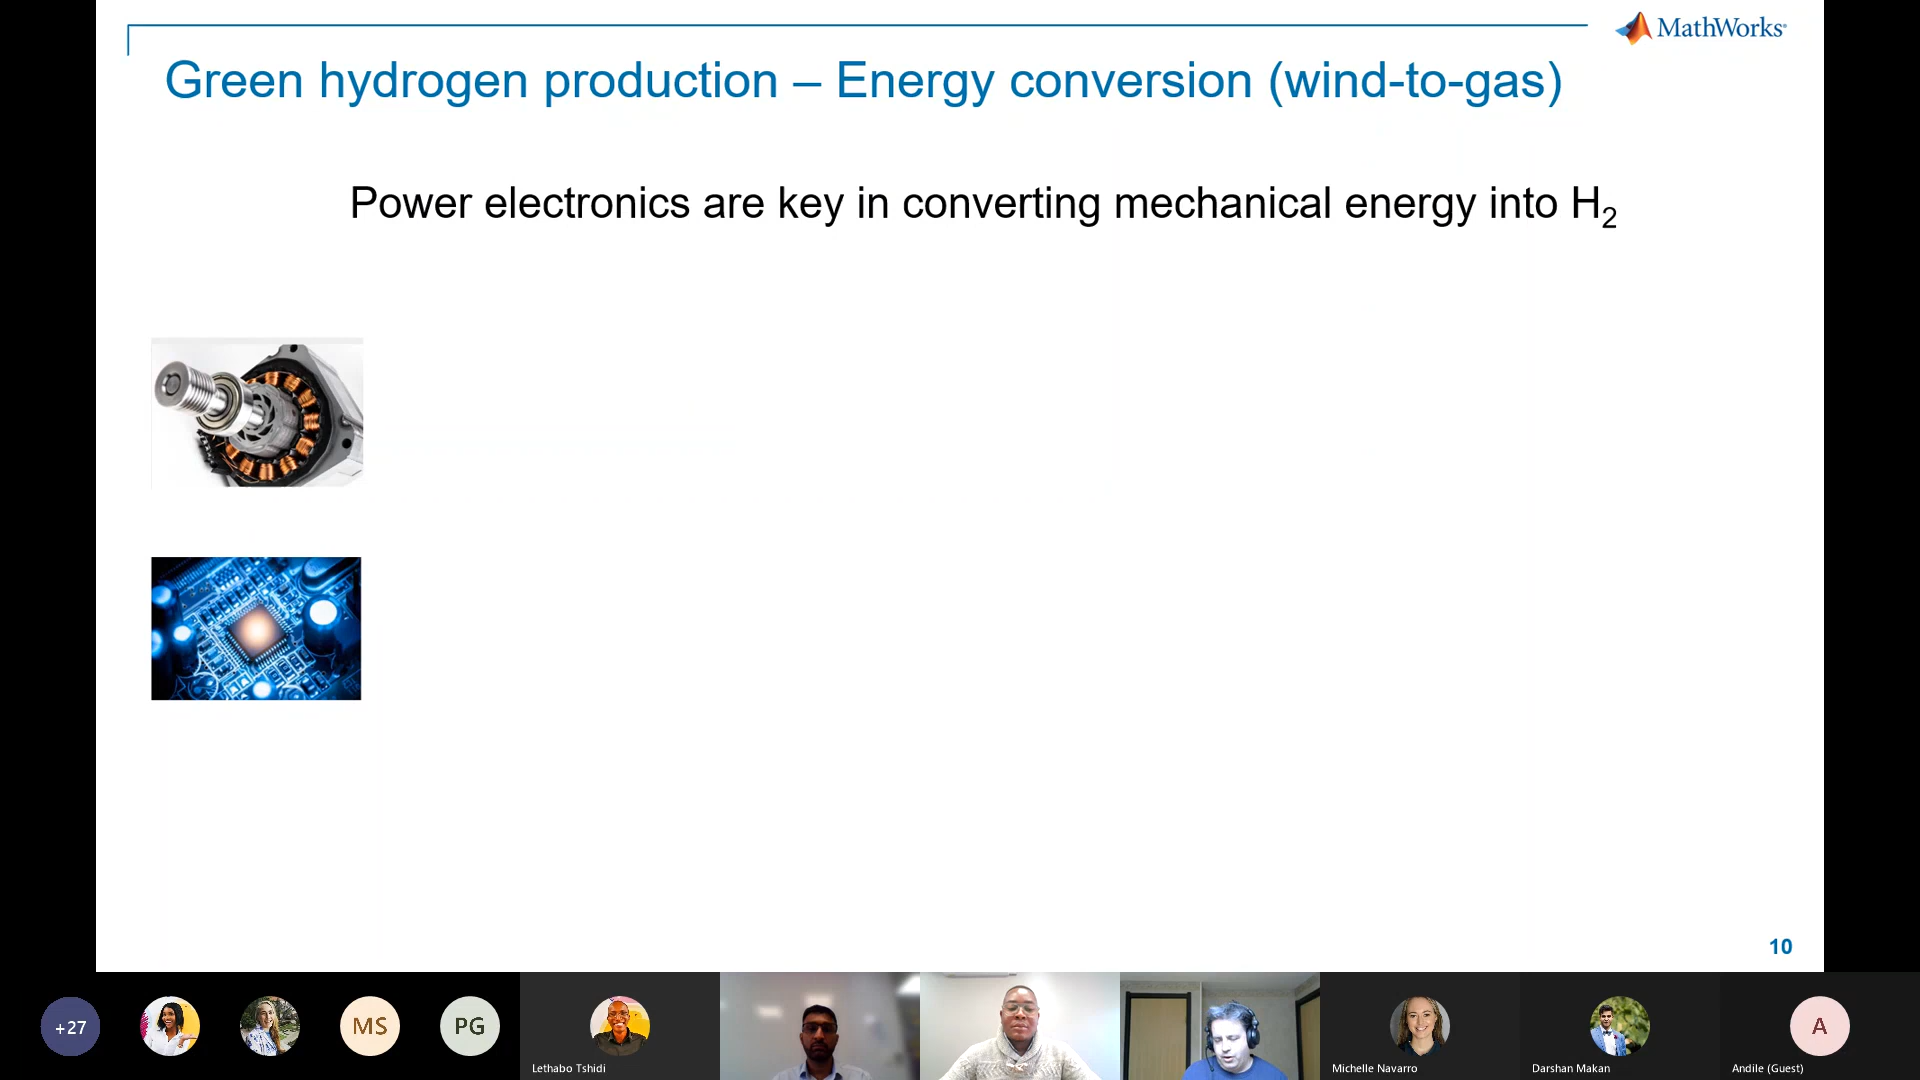 MathWorks®
Green hydrogen production – Energy conversion (wind-to-gas)
Power electronics are key in converting mechanical energy into H₂
10
+27
MS
PG
Lethabo Tshidi
Michelle Navarro
Darshan Makan
A
Andile (Guest)